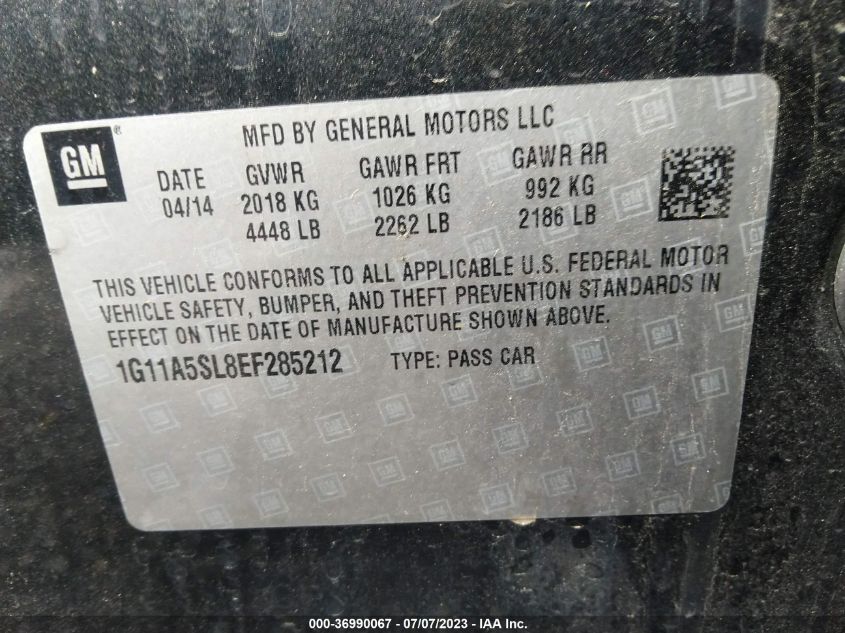 MFD BY GENERAL MOTORS LLC
GM ®
DATE GVWR GAWR FRT GAWR RR
04/14 2018 KG 1026 KG 992 KG
4448 LB 2262 LB 2186 LB
THIS VEHICLE CONFORMS TO ALL APPLICABLE U.S. FEDERAL MOTOR
VEHICLE SAFETY, BUMPER, AND THEFT PREVENTION STANDARDS IN
EFFECT ON THE DATE OF MANUFACTURE SHOWN ABOVE.
1G11A5SL8EF285212 TYPE: PASS CAR
000-36990067 / 07/07/2023 - IAA Inc.